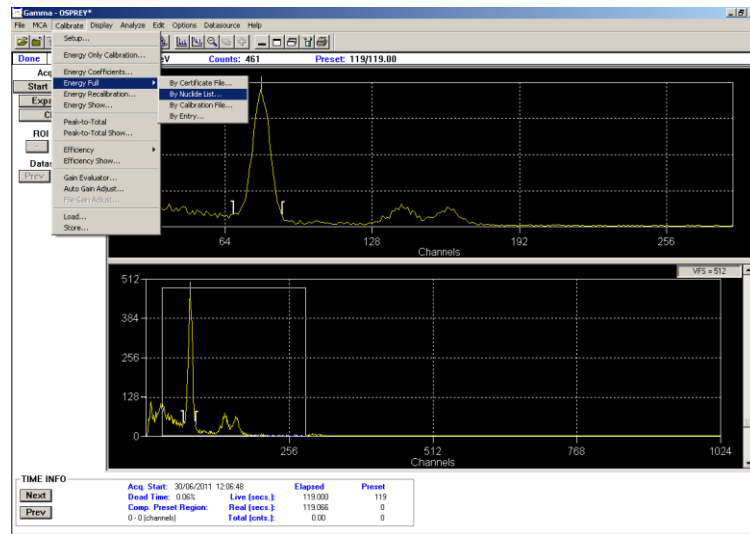 Gamma - OSPREY*
File MCA Calibrate Display Analyze Edit Options Datasource Help
Done eV Counts: 461 Preset: 119/119.00
Acq
Start
Expa
Cl
ROI
Datas
Prev
Setup...
Energy Only Calibration...
Energy Coefficients...
Energy Full
Energy Recalibration...
Energy Show...
Peak-to-Total
Peak-to-Total Show...
Efficiency
Efficiency Show...
Gain Evaluator...
Auto Gain Adjust...
File Gain Adjust...
Load...
Store...
By Certificate File...
By Nuclide List...
By Calibration File...
By Entry...
64 128 192 256
Channels
VFS = 512
512
384
256
128
0
256 512 768 1024
Channels
TIME INFO
Next
Prev
Acq. Start: 30/06/2011 12:06:48 Elapsed Preset
Dead Time: 0.06% Live (secs.): 119.000 119
Comp. Preset Region: Real (secs.): 119.066 0
0 - 0 (channels) Total (cnts.): 0.00 0